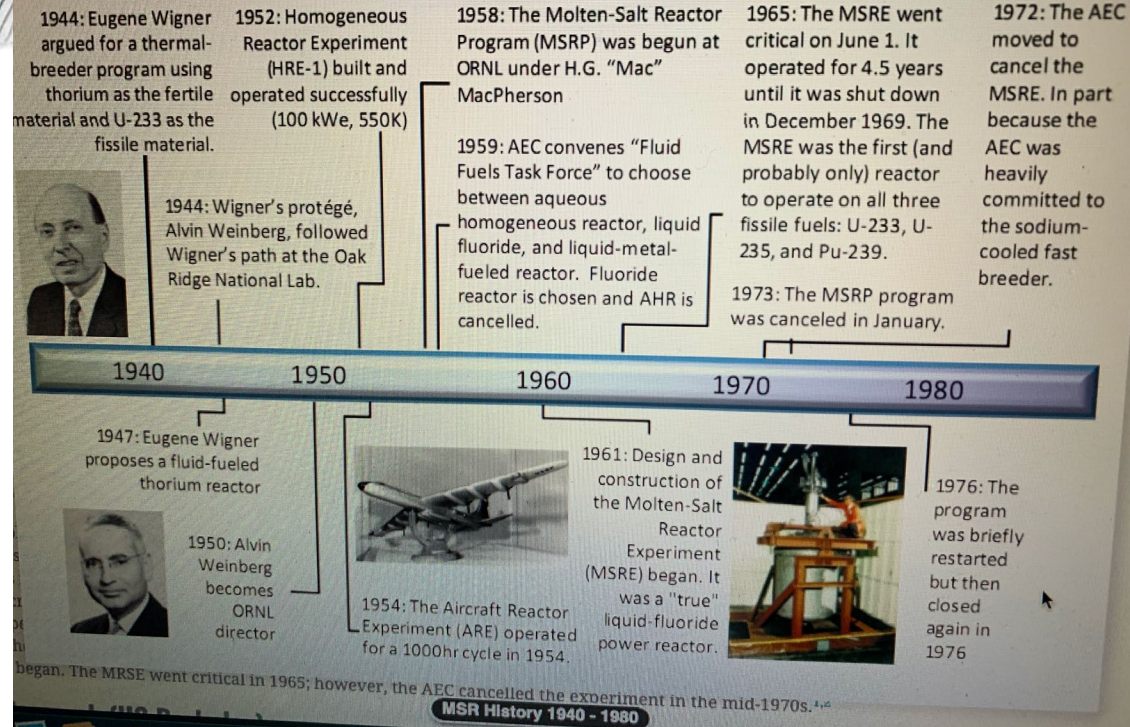 1944: Eugene Wigner
argued for a thermal-
breeder program using
thorium as the fertile
material and U-233 as the
fissile material.
1952: Homogeneous
Reactor Experiment
(HRE-1) built and
operated successfully
(100 kWe, 550K)
1958: The Molten-Salt Reactor
Program (MSRP) was begun at
ORNL under H.G. “Mac”
MacPherson
1965: The MSRE went
critical on June 1. It
operated for 4.5 years
until it was shut down
in December 1969. The
MSRE was the first (and
probably only) reactor
to operate on all three
fissile fuels: U-233, U-
235, and Pu-239.
1972: The AEC
moved to
cancel the
MSRE. In part
because the
AEC was
heavily
committed to
the sodium-
cooled fast
breeder.
1944: Wigner’s protégé,
Alvin Weinberg, followed
Wigner’s path at the Oak
Ridge National Lab.
1959: AEC convenes “Fluid
Fuels Task Force” to choose
between aqueous
homogeneous reactor, liquid
fluoride, and liquid-metal-
fueled reactor. Fluoride
reactor is chosen and AHR is
cancelled.
1973: The MSRP program
was canceled in January.
1940 1950 1960 1970 1980
1947: Eugene Wigner
proposes a fluid-fueled
thorium reactor
1950: Alvin
Weinberg
becomes
ORNL
director
1954: The Aircraft Reactor
Experiment (ARE) operated
for a 1000hr cycle in 1954.
1961: Design and
construction of
the Molten-Salt
Reactor
Experiment
(MSRE) began. It
was a "true"
liquid-fluoride
power reactor.
1976: The
program
was briefly
restarted
but then
closed
again in
1976
began. The MRSE went critical in 1965; however, the AEC cancelled the experiment in the mid-1970s.
MSR History 1940 - 1980